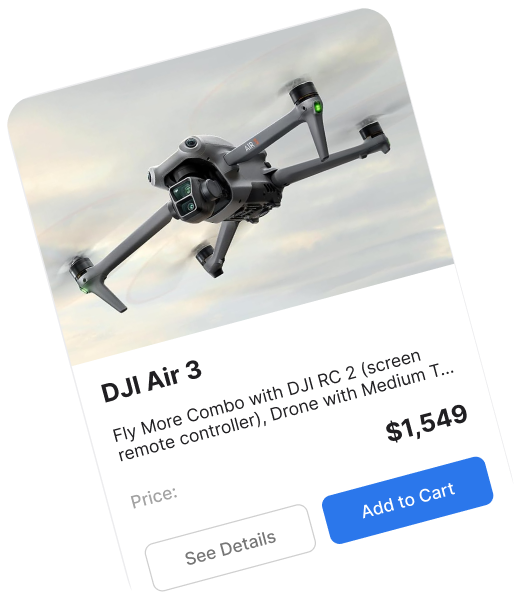 AIR 3
DJI Air 3
Fly More Combo with DJI RC 2 (screen
remote controller), Drone with Medium T...
Price:
$1,549
See Details
Add to Cart